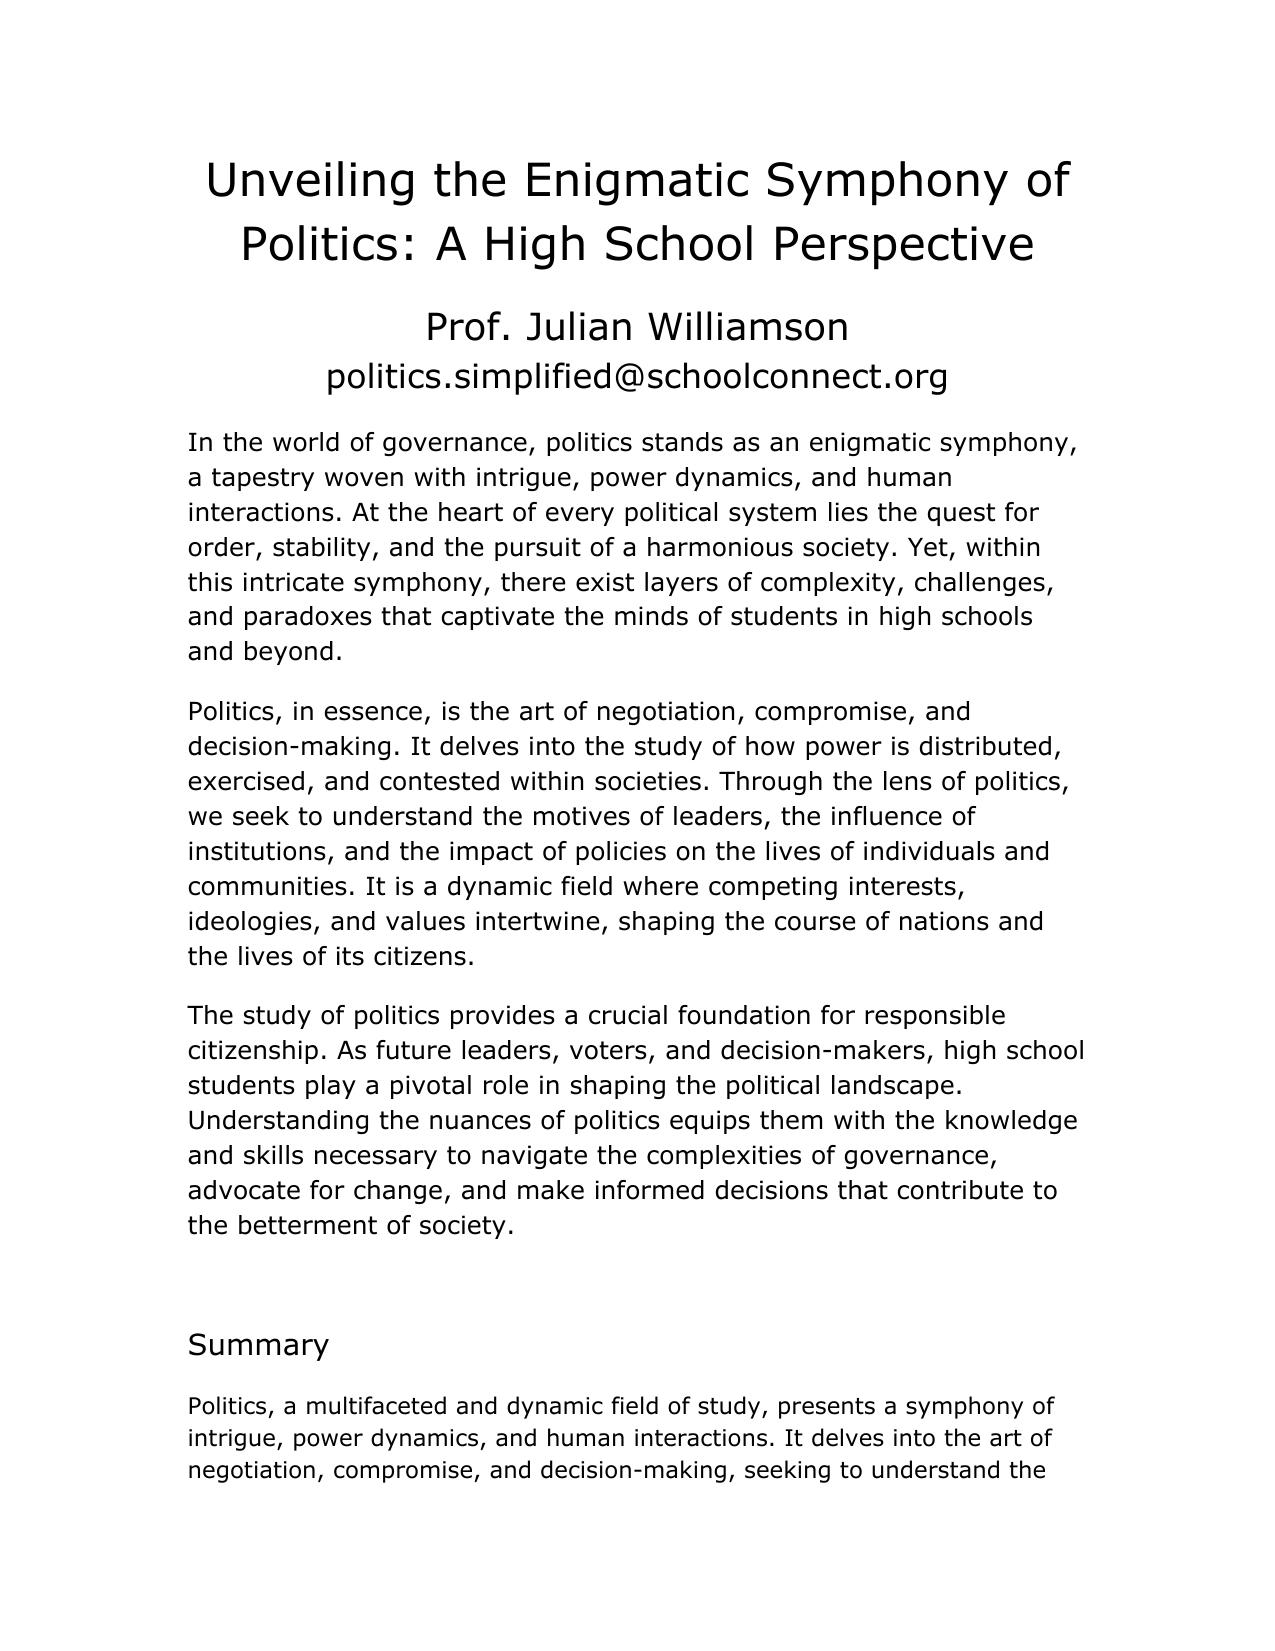 Unveiling the Enigmatic Symphony of
Politics: A High School Perspective
Prof. Julian Williamson
politics.simplified@schoolconnect.org
In the world of governance, politics stands as an enigmatic symphony,
a tapestry woven with intrigue, power dynamics, and human
interactions. At the heart of every political system lies the quest for
order, stability, and the pursuit of a harmonious society. Yet, within
this intricate symphony, there exist layers of complexity, challenges,
and paradoxes that captivate the minds of students in high schools
and beyond.
Politics, in essence, is the art of negotiation, compromise, and
decision-making. It delves into the study of how power is distributed,
exercised, and contested within societies. Through the lens of politics,
we seek to understand the motives of leaders, the influence of
institutions, and the impact of policies on the lives of individuals and
communities. It is a dynamic field where competing interests,
ideologies, and values intertwine, shaping the course of nations and
the lives of its citizens.
The study of politics provides a crucial foundation for responsible
citizenship. As future leaders, voters, and decision-makers, high school
students play a pivotal role in shaping the political landscape.
Understanding the nuances of politics equips them with the knowledge
and skills necessary to navigate the complexities of governance,
advocate for change, and make informed decisions that contribute to
the betterment of society.
Summary
Politics, a multifaceted and dynamic field of study, presents a symphony of
intrigue, power dynamics, and human interactions. It delves into the art of
negotiation, compromise, and decision-making, seeking to understand the